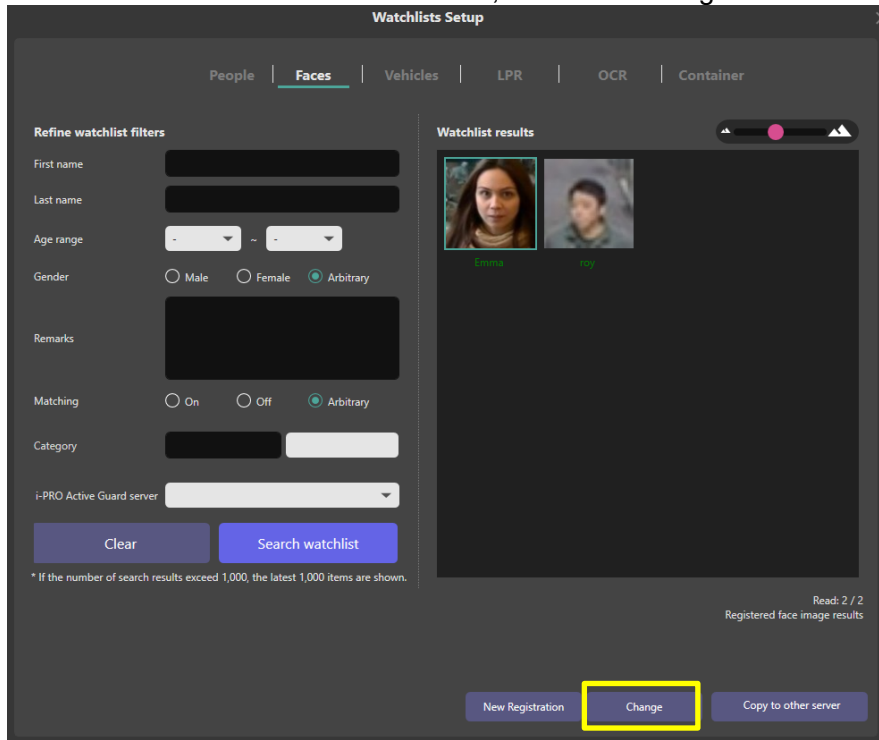 Watchlists Setup
People | Faces | Vehicles | LPR | OCR | Container
Refine watchlist filters
First name
Last name
Age range - ~ -
Gender Male Female Arbitrary
Remarks
Matching On Off Arbitrary
Category
i-PRO Active Guard server
Clear Search watchlist
* If the number of search results exceed 1,000, the latest 1,000 items are shown.
Watchlist results
Emma roy
Read: 2 / 2
Registered face image results
New Registration Change Copy to other server